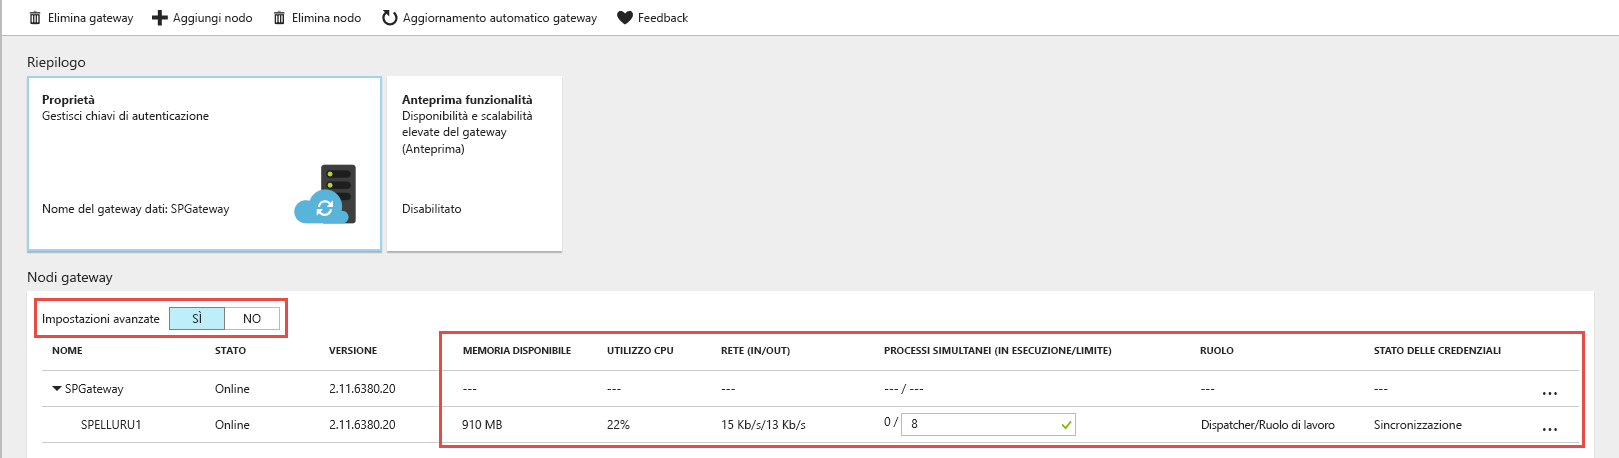 Elimina gateway Aggiungi nodo Elimina nodo Aggiornamento automatico gateway Feedback
Riepilogo
Proprietà
Gestisci chiavi di autenticazione
Nome del gateway dati: SPGateway
Anteprima funzionalità
Disponibilità e scalabilità
elevate del gateway
(Anteprima)
Disabilitato
Nodi gateway
Impostazioni avanzate SÌ NO
NOME STATO VERSIONE MEMORIA DISPONIBILE UTILIZZO CPU RETE (IN/OUT) PROCESSI SIMULTANEI (IN ESECUZIONE/LIMITE) RUOLO STATO DELLE CREDENZIALI
SPGateway Online 2.11.6380.20 --- --- --- --- / --- --- --- ...
SPELLURU1 Online 2.11.6380.20 910 MB 22% 15 Kb/s/13 Kb/s 0 / 8 Dispatcher/Ruolo di lavoro Sincronizzazione ...